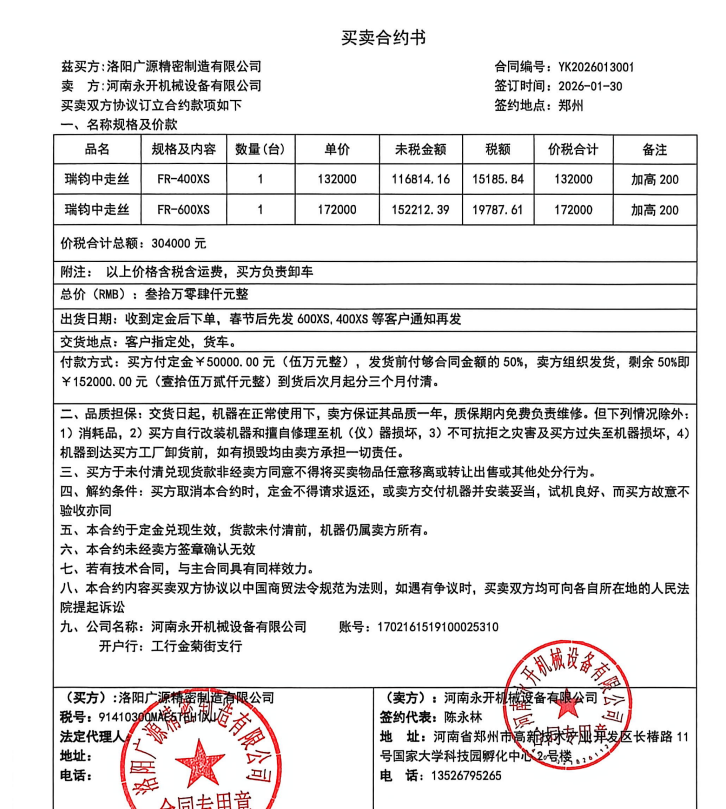 买卖合约书
兹买方:洛阳广源精密制造有限公司 合同编号: YK2026013001
卖 方:河南永开机械设备有限公司 签订时间: 2026-01-30
买卖双方协议订立合约款项如下 签约地点: 郑州
一、名称规格及价款
品名 规格及内容 数量(台) 单价 未税金额 税额 价税合计 备注
瑞钧中走丝 FR-400XS 1 132000 116814.16 15185.84 132000 加高 200
瑞钧中走丝 FR-600XS 1 172000 152212.39 19787.61 172000 加高 200
价税合计总额: 304000 元
附注: 以上价格含税含运费, 买方负责卸车
总价 (RMB) : 叁拾万零肆仟元整
出货日期: 收到定金后下单, 春节后先发 600XS, 400XS 等客户通知再发
交货地点: 客户指定处, 货车。
付款方式: 买方付定金￥50000.00 元 (伍万元整) , 发货前付够合同金额的 50%, 卖方组织发货, 剩余 50%即
￥152000.00 元 (壹拾伍万贰仟元整) 到货后次月起分三个月付清。
二、品质担保: 交货日起, 机器在正常使用下, 卖方保证其品质一年, 质保期内免费负责维修。但下列情况除外:
1) 消耗品, 2) 买方自行改装机器和擅自修理至机 (仪) 器损坏, 3) 不可抗拒之灾害及买方过失至机器损坏, 4)
机器到达买方工厂卸货前, 如有损毁均由卖方承担一切责任。
三、买方于未付清兑现货款非经卖方同意不得将买卖物品任意移离或转让出售或其他处分行为。
四、解约条件: 买方取消本合约时, 定金不得请求返还, 或卖方交付机器并安装妥当, 试机良好、而买方故意不
验收亦同
五、本合约于定金兑现生效, 货款未付清前, 机器仍属卖方所有。
六、本合约未经卖方签章确认无效
七、若有技术合同, 与主合同具有同样效力。
八、本合约内容买卖双方协议以中国商贸法令规范为法则, 如遇有争议时, 买卖双方均可向各自所在地的人民法
院提起诉讼
九、公司名称: 河南永开机械设备有限公司 账号: 1702161519100025310
开户行: 工行金菊街支行
(买方) :洛阳广源精密制造有限公司
税号:
法定代理人:
地址:
电话:
洛阳广源精密制造有限公司
合同专用章
(卖方) : 河南永开机械设备有限公司
签约代表: 陈永林
地 址: 河南省郑州市高新技术产业开发区长椿路 11
号国家大学科技园孵化中心 2 号楼
电 话: 13526795265
河南永开机械设备有限公司
合同专用章